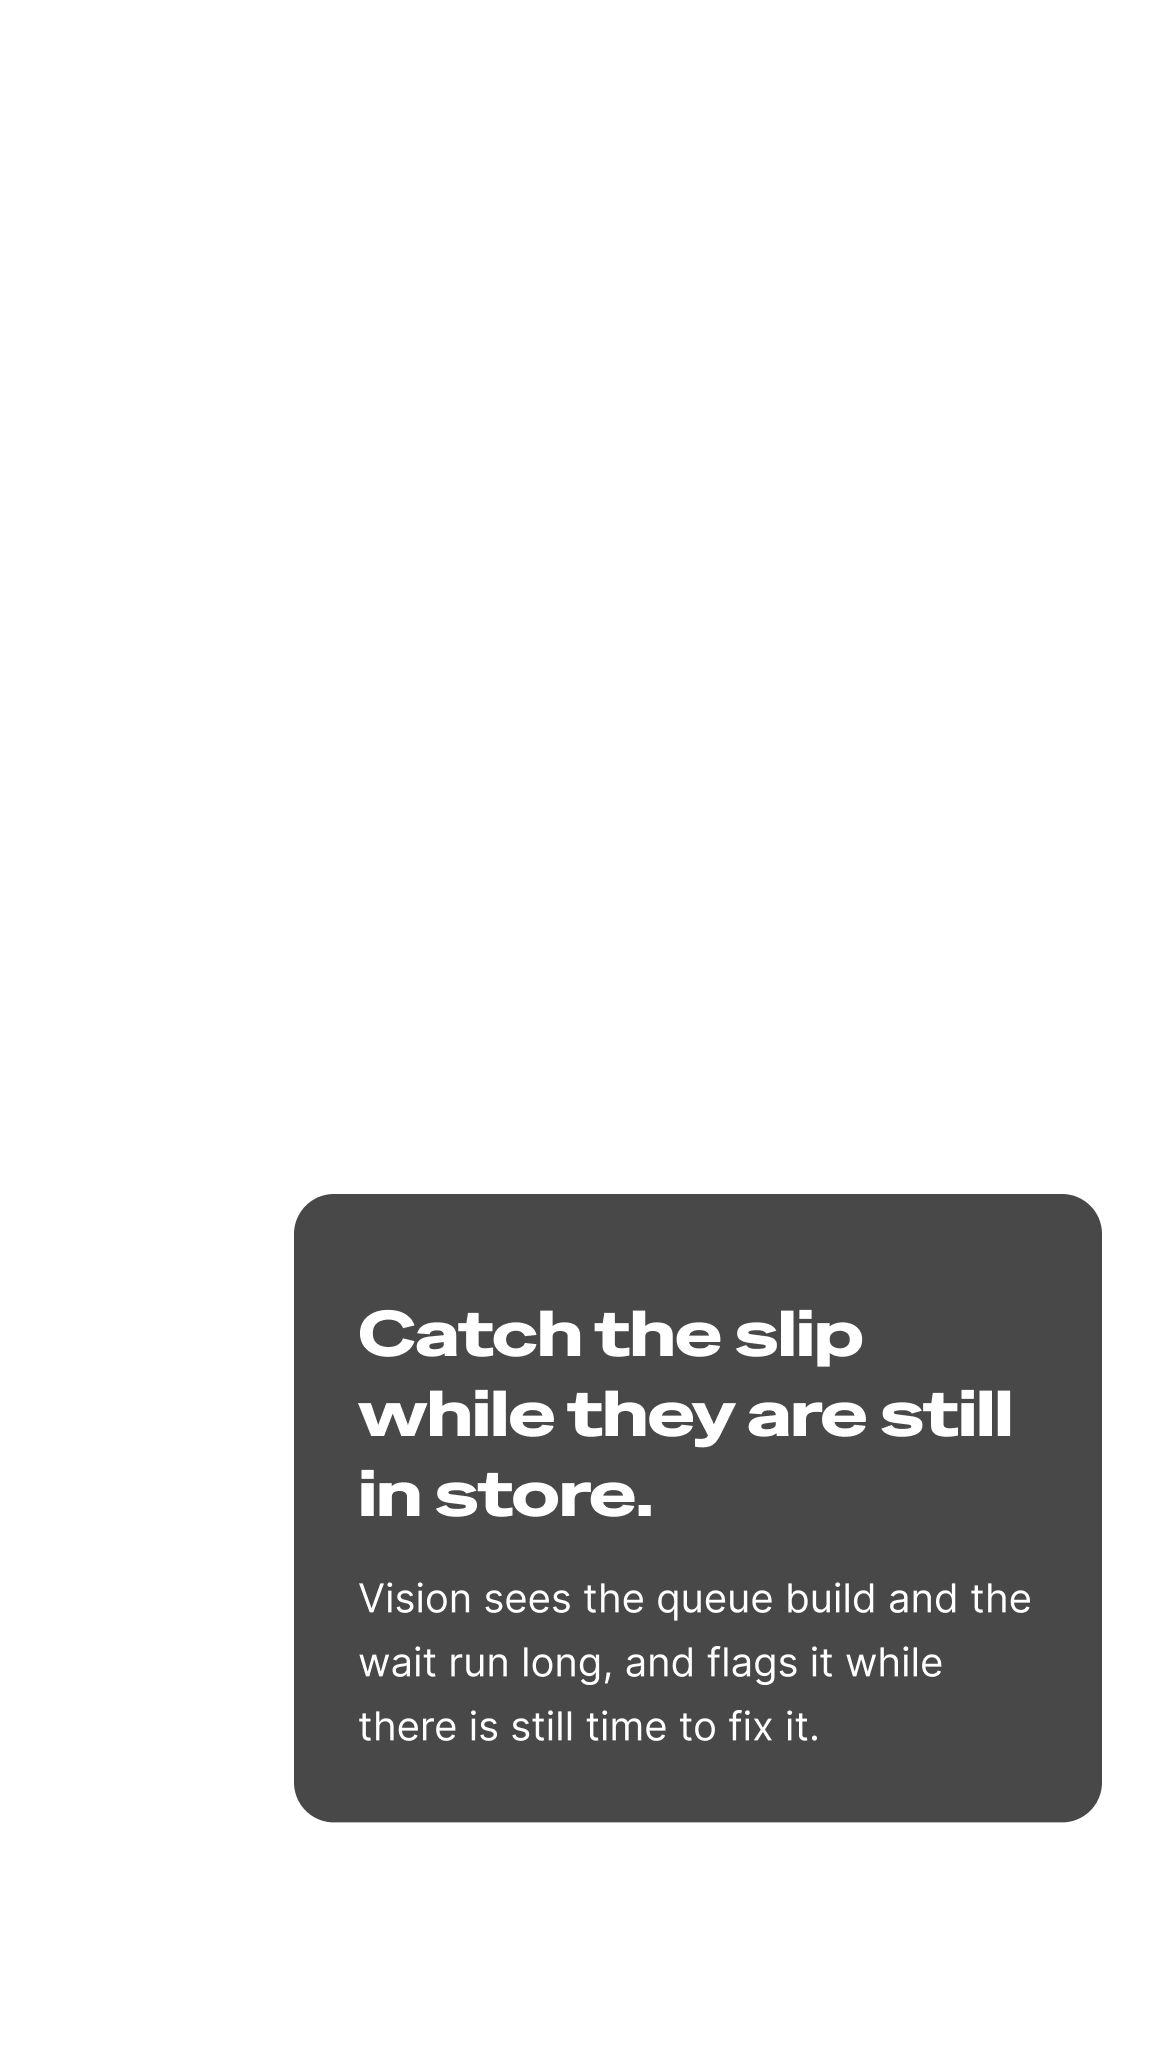 Catch the slip
while they are still
in store.
Vision sees the queue build and the
wait run long, and flags it while
there is still time to fix it.